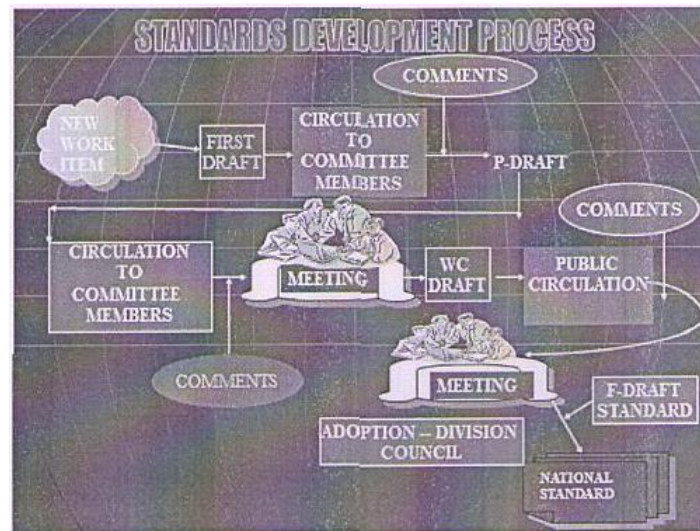 STANDARDS DEVELOPMENT PROCESS
COMMENTS
NEW
WORK
ITEM
FIRST
DRAFT
CIRCULATION
TO
COMMITTEE
MEMBERS
P-DRAFT
COMMENTS
CIRCULATION
TO
COMMITTEE
MEMBERS
MEETING
WC
DRAFT
PUBLIC
CIRCULATION
COMMENTS
MEETING
F-DRAFT
STANDARD
ADOPTION – DIVISION
COUNCIL
NATIONAL
STANDARD